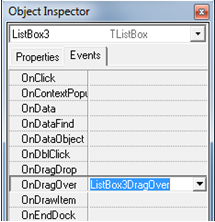 Object Inspector
ListBox3 TListBox
Properties Events
OnClick
OnContextPopu
OnData
OnDataFind
OnDataObject
OnDblClick
OnDragDrop
OnDragOver ListBox3DragOver
OnDrawItem
OnEndDock